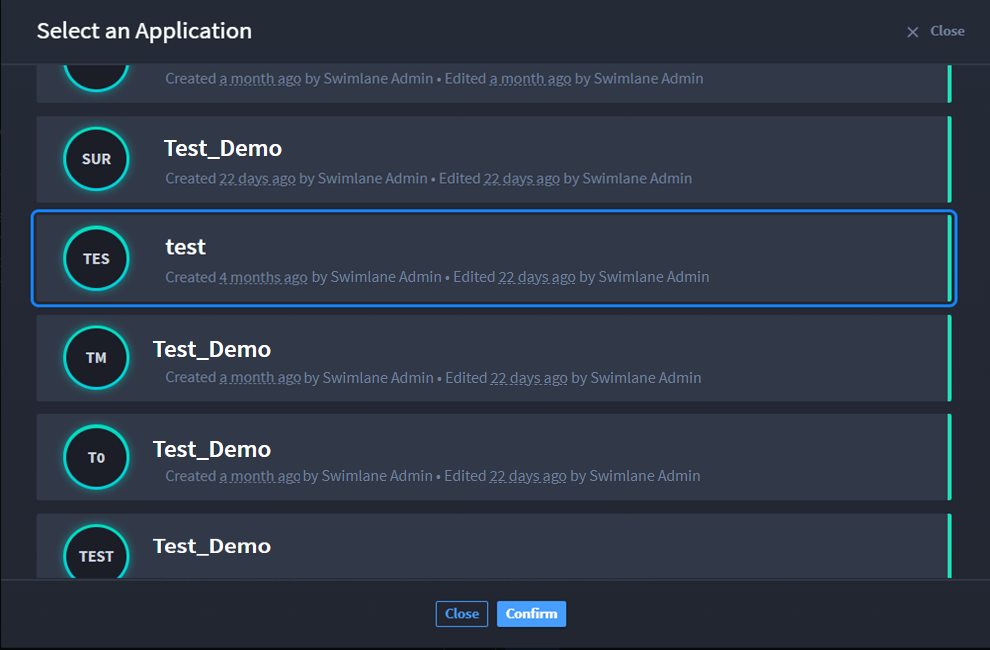 Select an Application
Close
Created a month ago by Swimlane Admin • Edited a month ago by Swimlane Admin
SUR
Test_Demo
Created 22 days ago by Swimlane Admin • Edited 22 days ago by Swimlane Admin
TES
test
Created 4 months ago by Swimlane Admin • Edited 22 days ago by Swimlane Admin
TM
Test_Demo
Created a month ago by Swimlane Admin • Edited 22 days ago by Swimlane Admin
T0
Test_Demo
Created a month ago by Swimlane Admin • Edited 22 days ago by Swimlane Admin
TEST
Test_Demo
Close
Confirm